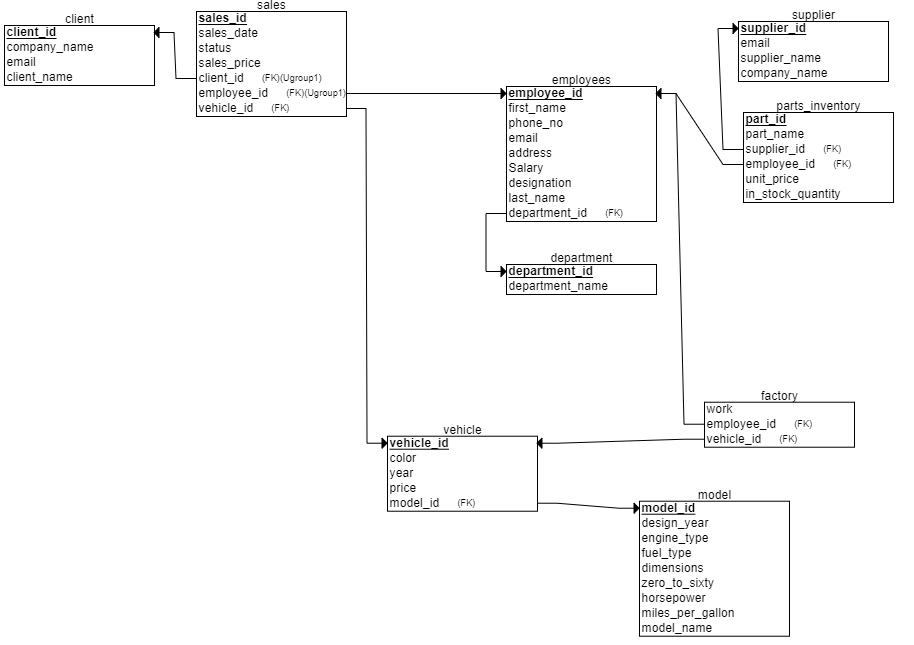 client
client_id
company_name
email
client_name
sales
sales_id
sales_date
status
sales_price
client_id (FK)(Ugroup1)
employee_id (FK)(Ugroup1)
vehicle_id (FK)
employees
employee_id
first_name
phone_no
email
address
Salary
designation
last_name
department_id (FK)
department
department_id
department_name
supplier
supplier_id
email
supplier_name
company_name
parts_inventory
part_id
part_name
supplier_id (FK)
employee_id (FK)
unit_price
in_stock_quantity
factory
work
employee_id (FK)
vehicle_id (FK)
vehicle
vehicle_id
color
year
price
model_id (FK)
model
model_id
design_year
engine_type
fuel_type
dimensions
zero_to_sixty
horsepower
miles_per_gallon
model_name